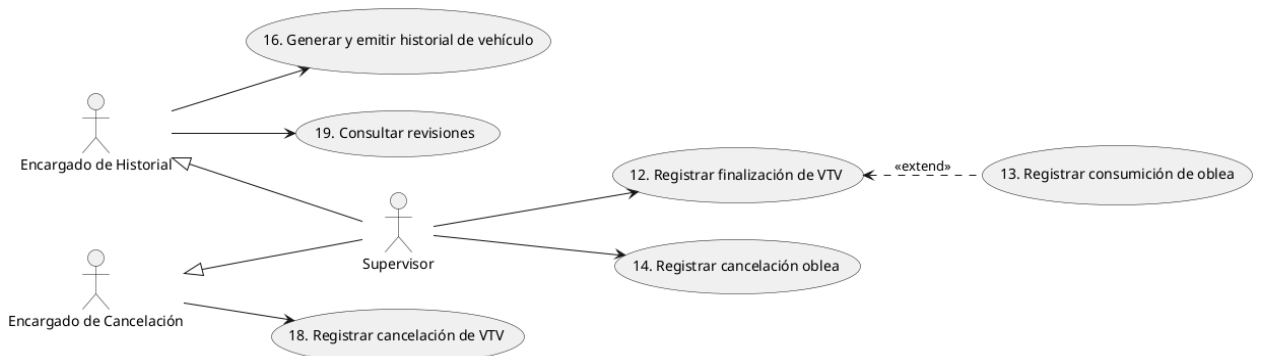 16. Generar y emitir historial de vehículo
19. Consultar revisiones
Encargado de Historial
12. Registrar finalización de VTV
«extend»
13. Registrar consumición de oblea
Supervisor
14. Registrar cancelación oblea
Encargado de Cancelación
18. Registrar cancelación de VTV